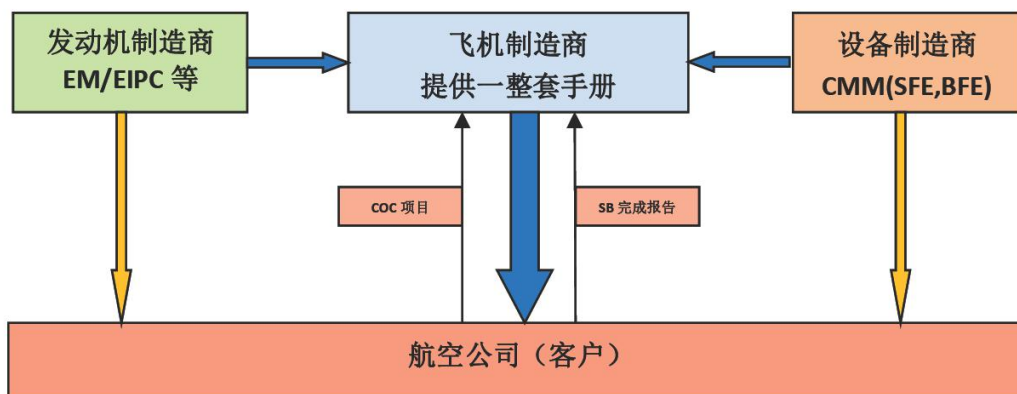 发动机制造商
EM/EIPC 等
飞机制造商
提供一整套手册
设备制造商
CMM(SFE,BFE)
COC 项目
SB 完成报告
航空公司（客户）